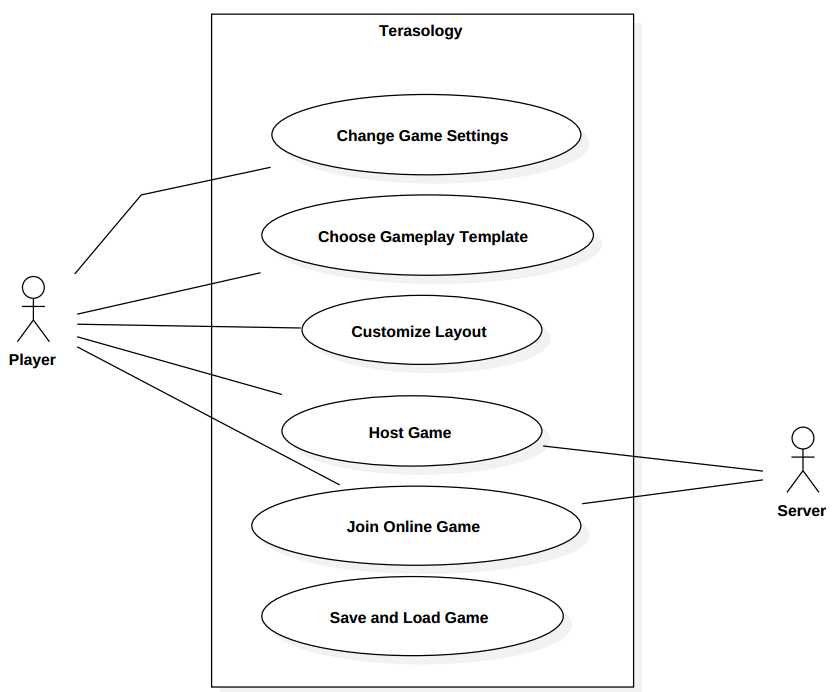 Terasology
Change Game Settings
Choose Gameplay Template
Customize Layout
Player
Host Game
Server
Join Online Game
Save and Load Game